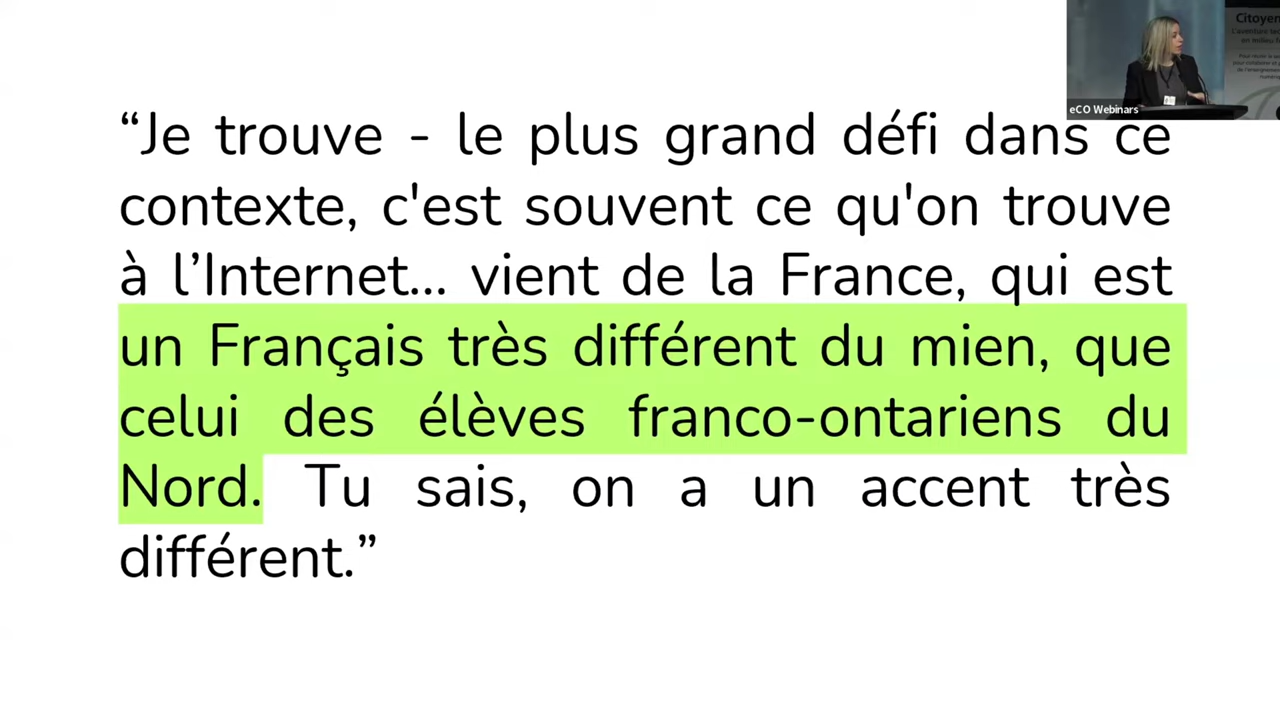 “Je trouve - le plus grand défi dans ce
contexte, c'est souvent ce qu'on trouve
à l’Internet... vient de la France, qui est
un Français très différent du mien, que
celui des élèves franco-ontariens du
Nord. Tu sais, on a un accent très
différent.”
eCO Webinars
Citoyen